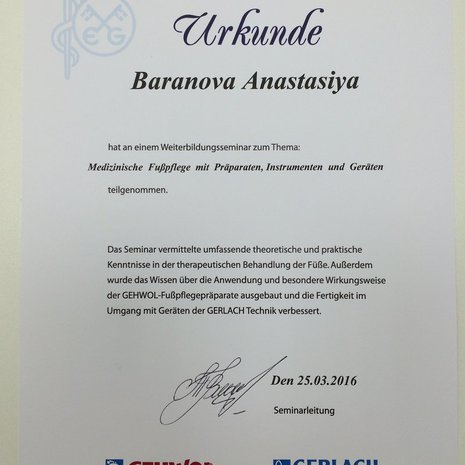 EG
Urkunde
Baranova Anastasiya
hat an einem Weiterbildungsseminar zum Thema:
Medizinische Fußpflege mit Präparaten, Instrumenten und Geräten
teilgenommen.
Das Seminar vermittelte umfassende theoretische und praktische
Kenntnisse in der therapeutischen Behandlung der Füße. Außerdem
wurde das Wissen über die Anwendung und besondere Wirkungsweise
der GEHWOL-Fußpflegepräparate ausgebaut und die Fertigkeit im
Umgang mit Geräten der GERLACH Technik verbessert.
Den 25.03.2016
Seminarleitung
GEHWOL GERLACH